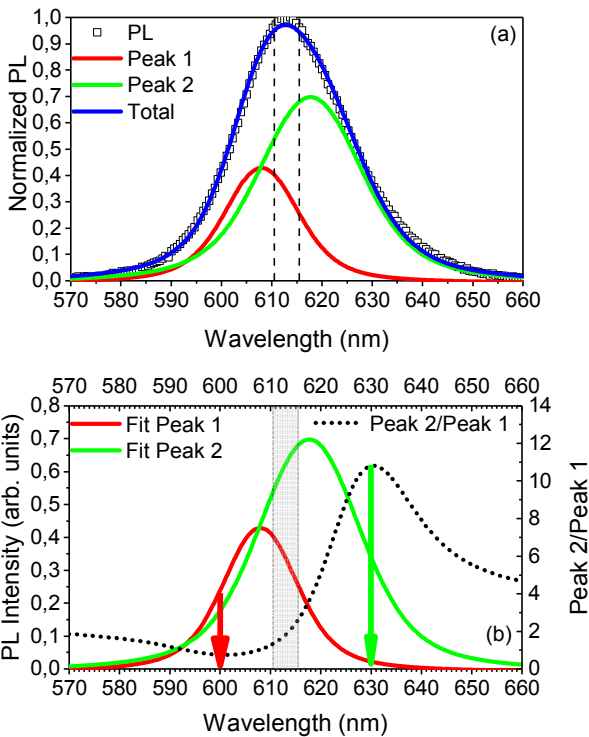 1,0
0,9
0,8
0,7
0,6
0,5
0,4
0,3
0,2
0,1
0,0
Normalized PL
PL
Peak 1
Peak 2
Total
(a)
570 580 590 600 610 620 630 640 650 660
Wavelength (nm)
570 580 590 600 610 620 630 640 650 660
0,8
0,7
0,6
0,5
0,4
0,3
0,2
0,1
0,0
PL Intensity (arb. units)
Fit Peak 1
Fit Peak 2
Peak 2/Peak 1
14
12
10
8
6
4
2
0
Peak 2/Peak 1
(b)
570 580 590 600 610 620 630 640 650 660
Wavelength (nm)